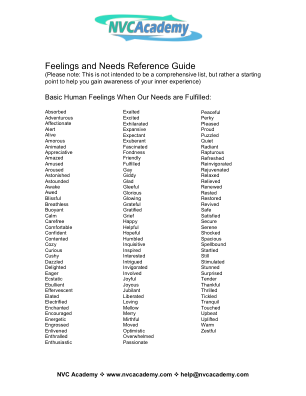 NVCAcademy
Feelings and Needs Reference Guide
(Please note: This is not intended to be a comprehensive list, but rather a starting
point to help you gain awareness of your inner experience)
Basic Human Feelings When Our Needs are Fulfilled:
Absorbed
Adventurous
Affectionate
Alert
Alive
Amorous
Animated
Appreciative
Amazed
Amused
Aroused
Astonished
Astounded
Awake
Awed
Blissful
Breathless
Buoyant
Calm
Carefree
Comfortable
Confident
Contented
Cozy
Curious
Cushy
Dazzled
Delighted
Eager
Ecstatic
Ebullient
Effervescent
Elated
Electrified
Enchanted
Encouraged
Energetic
Engrossed
Enlivened
Enthralled
Enthusiastic
Exalted
Excited
Exhilarated
Expansive
Expectant
Exuberant
Fascinated
Fondness
Friendly
Fulfilled
Gay
Giddy
Glad
Gleeful
Glorious
Glowing
Grateful
Gratified
Grief
Happy
Helpful
Hopeful
Humbled
Inquisitive
Inspired
Interested
Intrigued
Invigorated
Involved
Joyful
Joyous
Jubilant
Liberated
Loving
Mellow
Merry
Mirthful
Moved
Optimistic
Overwhelmed
Passionate
Peaceful
Perky
Pleased
Proud
Puzzled
Quiet
Radiant
Rapturous
Refreshed
Reinvigorated
Rejuvenated
Relaxed
Relieved
Renewed
Rested
Restored
Revived
Safe
Satisfied
Secure
Serene
Shocked
Spacious
Spellbound
Startled
Still
Stimulated
Stunned
Surprised
Tender
Thankful
Thrilled
Tickled
Tranquil
Touched
Upbeat
Uplifted
Warm
Zestful
NVC Academy ❖ www.nvcacademy.com ❖ help@nvcacademy.com